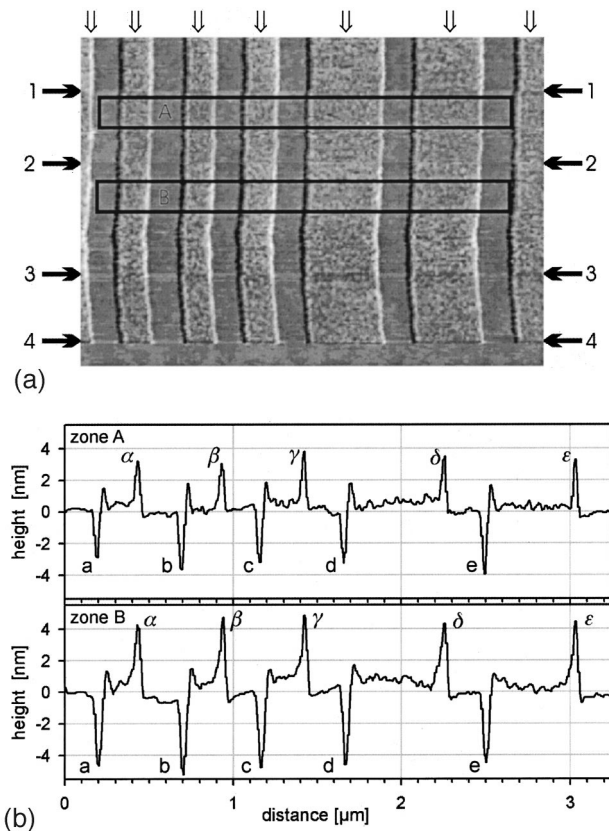 1 1
A
2 2
B
3 3
4 4
(a)
zone A
α β γ δ ε
height [nm]
4
2
0
-2
-4
a b c d e
zone B
α β γ δ ε
height [nm]
4
2
0
-2
-4
a b c d e
0 1 2 3
distance [μm]
(b)